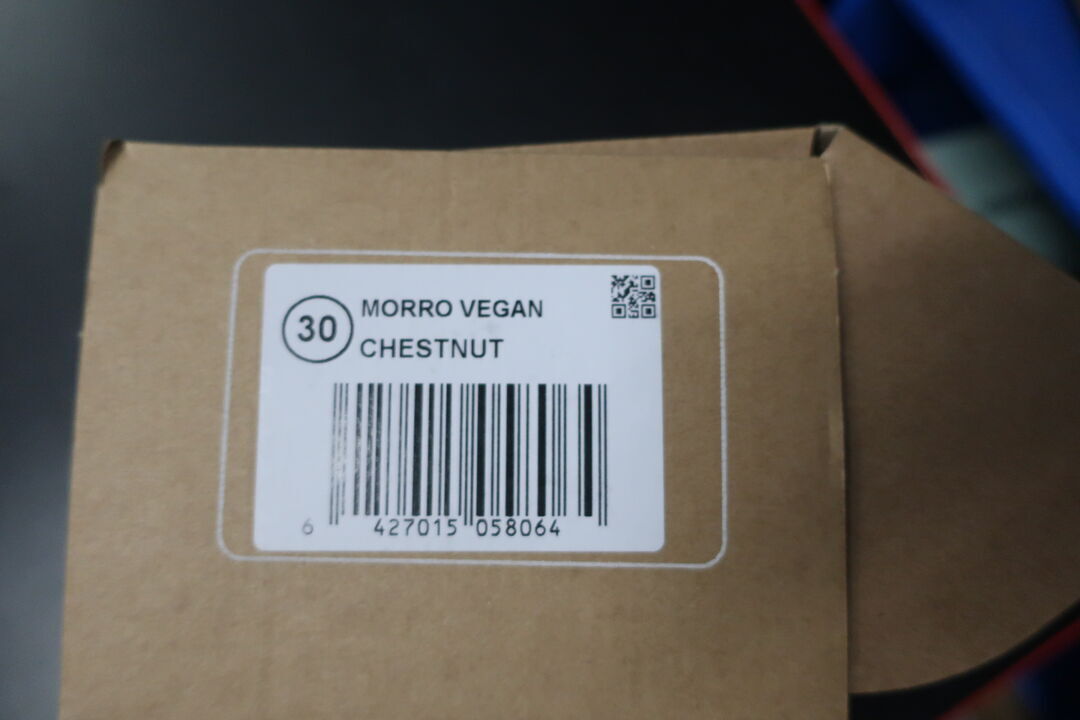 30
MORRO VEGAN
CHESTNUT
6 427015 058064